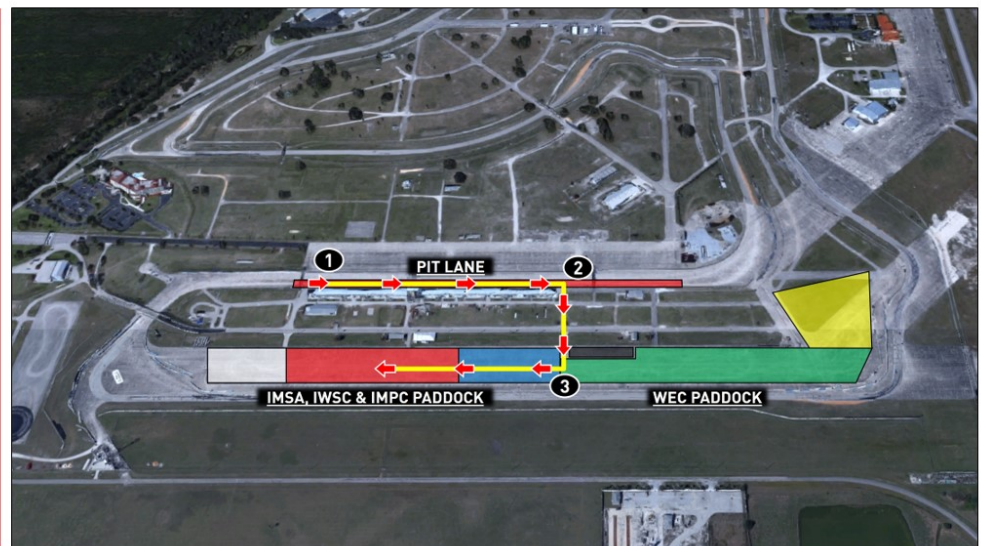 1
PIT LANE
2
3
IMSA, IWSC & IMPC PADDOCK
WEC PADDOCK